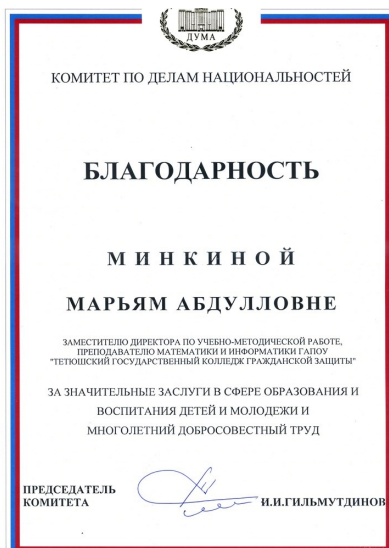 ДУМА
КОМИТЕТ ПО ДЕЛАМ НАЦИОНАЛЬНОСТЕЙ
БЛАГОДАРНОСТЬ
МИНКИНОЙ
МАРЬЯМ АБДУЛЛОВНЕ
ЗАМЕСТИТЕЛЮ ДИРЕКТОРА ПО УЧЕБНО-МЕТОДИЧЕСКОЙ РАБОТЕ,
ПРЕПОДАВАТЕЛЮ МАТЕМАТИКИ И ИНФОРМАТИКИ ГАПОУ
"ТЕТЮШСКИЙ ГОСУДАРСТВЕННЫЙ КОЛЛЕДЖ ГРАЖДАНСКОЙ ЗАЩИТЫ"
ЗА ЗНАЧИТЕЛЬНЫЕ ЗАСЛУГИ В СФЕРЕ ОБРАЗОВАНИЯ И
ВОСПИТАНИЯ ДЕТЕЙ И МОЛОДЕЖИ И
МНОГОЛЕТНИЙ ДОБРОСОВЕСТНЫЙ ТРУД
ПРЕДСЕДАТЕЛЬ
КОМИТЕТА
И.И.ГИЛЬМУТДИНОВ